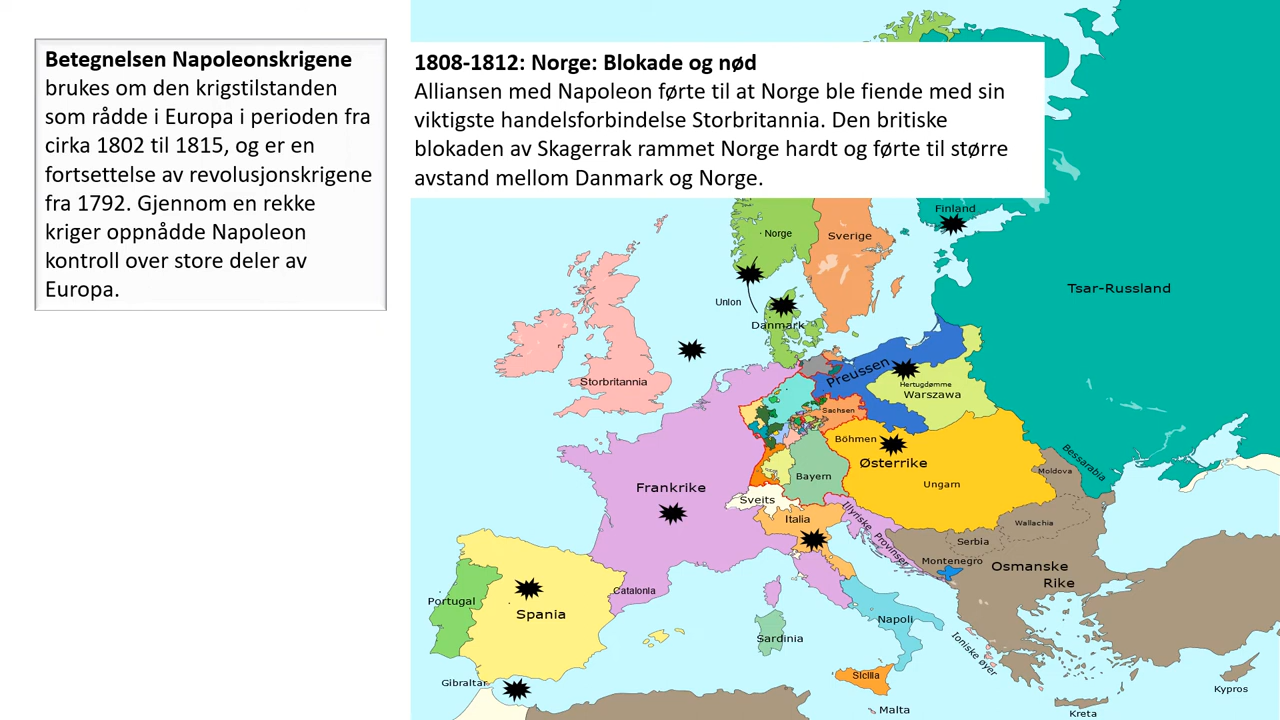 Betegnelsen Napoleonskrigene
brukes om den krigstilstanden
som rådde i Europa i perioden fra
cirka 1802 til 1815, og er en
fortsettelse av revolusjonskrigene
fra 1792. Gjennom en rekke
kriger oppnådde Napoleon
kontroll over store deler av
Europa.
1808-1812: Norge: Blokade og nød
Alliansen med Napoleon førte til at Norge ble fiende med sin
viktigste handelsforbindelse Storbritannia. Den britiske
blokaden av Skagerrak rammet Norge hardt og førte til større
avstand mellom Danmark og Norge.
Finland
Norge
Sverige
Tsar-Russland
Union
Danmark
Storbritannia
Preussen
Hertugdømme
Warszawa
Sachsen
Böhmen
Østerrike
Bessarabia
Moldova
Bayern
Ungarn
Frankrike
Sveits
Italia
Illyriske Provinser
Wallachia
Serbia
Montenegro
Osmanske
Rike
Catalonia
Portugal
Spania
Napoli
Sardinia
Ioniske øyer
Sicilia
Gibraltar
Kypros
Malta
Kreta